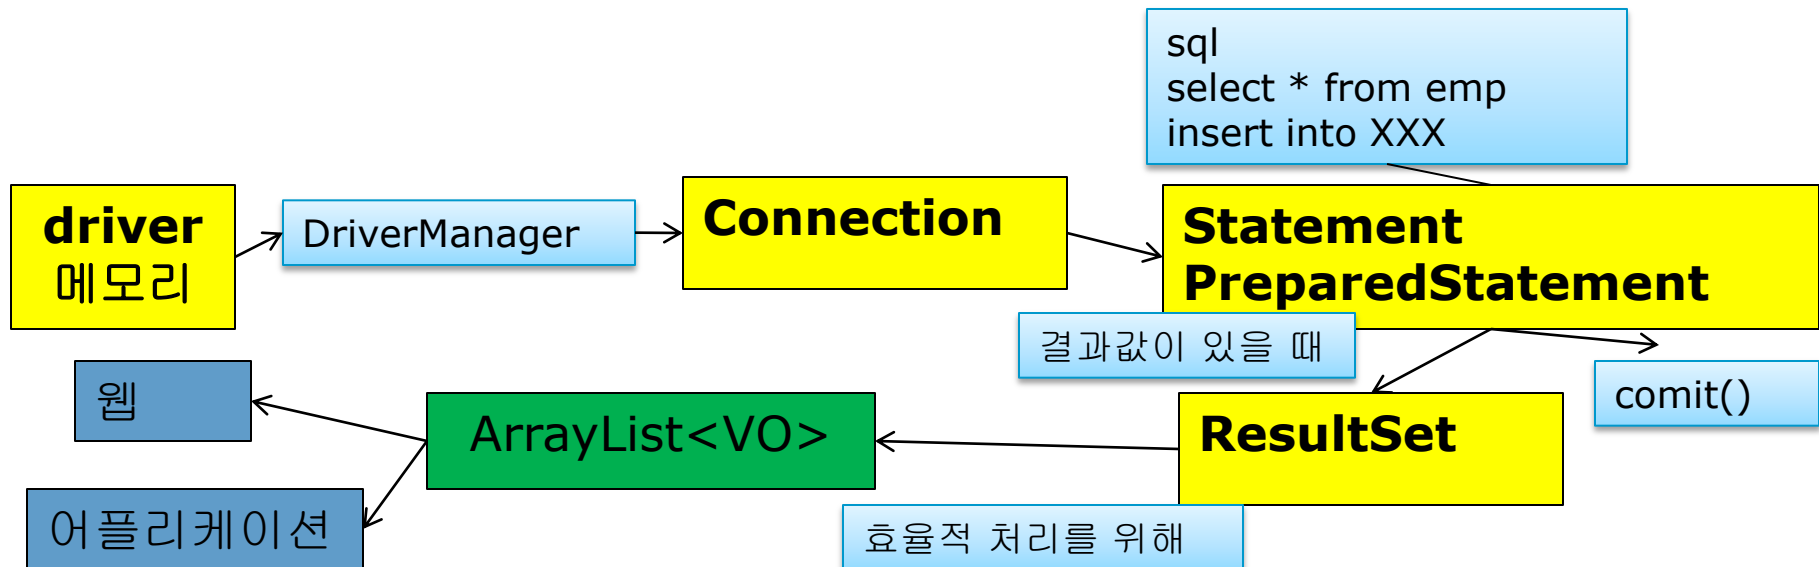 sql
select * from emp
insert into XXX
driver
메모리
DriverManager
Connection
Statement
PreparedStatement
결과값이 있을 때
comit()
웹
ArrayList<VO>
ResultSet
어플리케이션
효율적 처리를 위해